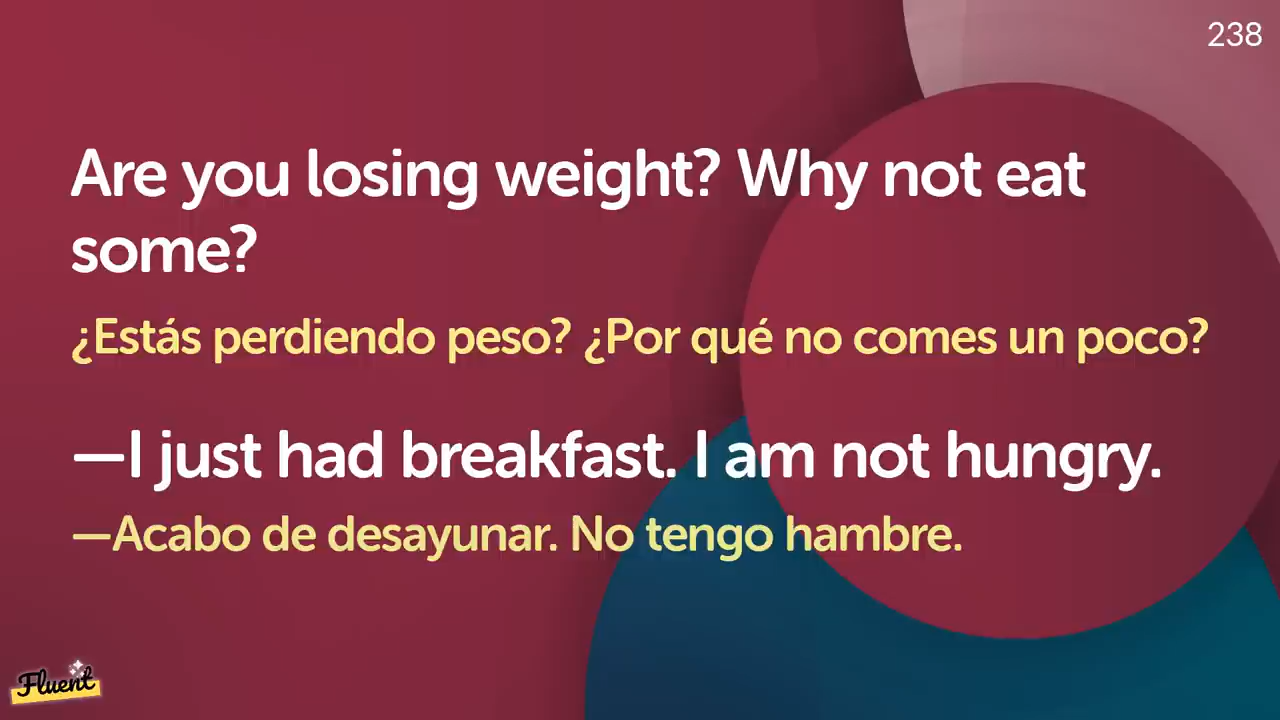 238
Are you losing weight? Why not eat
some?
¿Estás perdiendo peso? ¿Por qué no comes un poco?
—I just had breakfast. I am not hungry.
—Acabo de desayunar. No tengo hambre.
Fluent